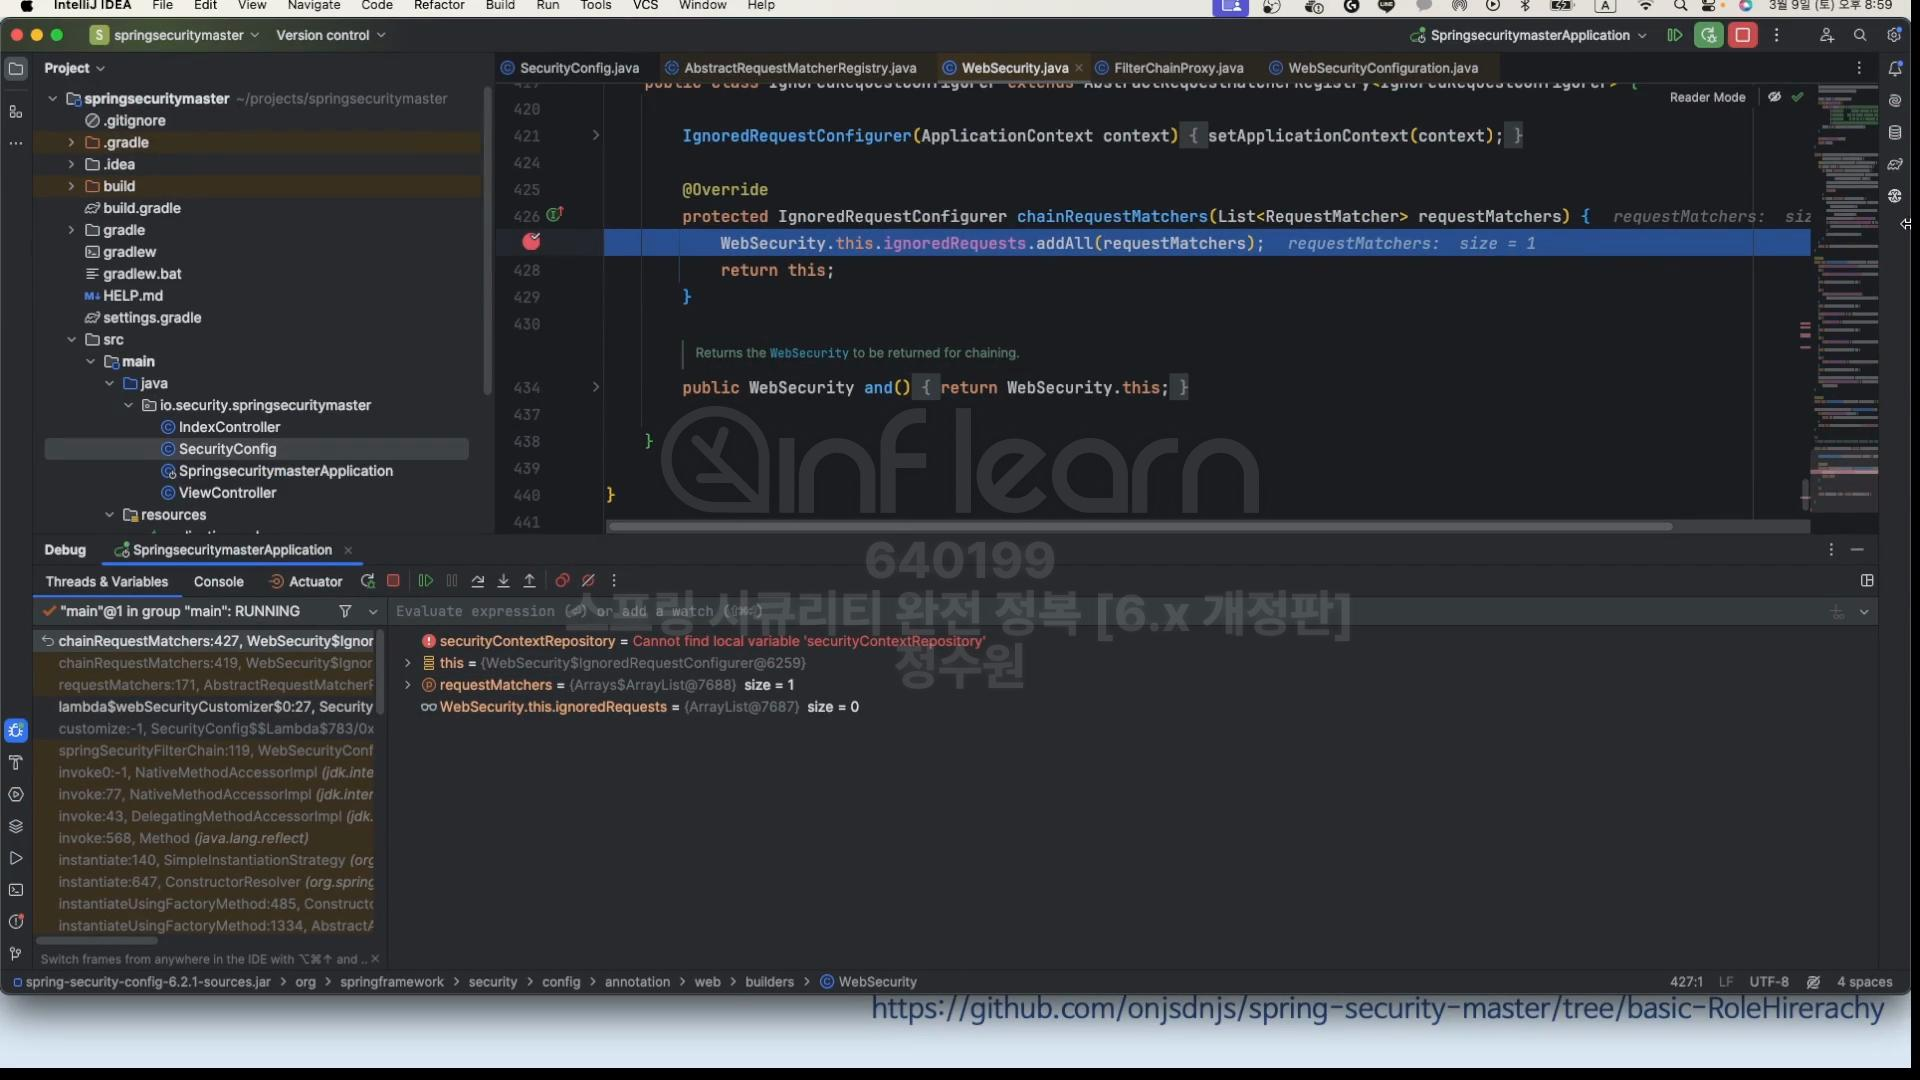 IntelliJ IDEA File Edit View Navigate Code Refactor Build Run Tools VCS Window Help 3월 9일 (토) 오후 8:59
S springsecuritymaster Version control SpringsecuritymasterApplication
Project
SecurityConfig.java AbstractRequestMatcherRegistry.java WebSecurity.java FilterChainProxy.java WebSecurityConfiguration.java
springsecuritymaster ~/projects/springsecuritymaster
.gitignore
.gradle
.idea
build
build.gradle
gradle
gradlew
gradlew.bat
HELP.md
settings.gradle
src
main
java
io.security.springsecuritymaster
IndexController
SecurityConfig
SpringsecuritymasterApplication
ViewController
resources
public class IgnoredRequestConfigurer extends AbstractRequestMatcherRegistry<IgnoredRequestConfigurer> {
Reader Mode
420
421 IgnoredRequestConfigurer(ApplicationContext context) { setApplicationContext(context); }
424
425 @Override
426 protected IgnoredRequestConfigurer chainRequestMatchers(List<RequestMatcher> requestMatchers) { requestMatchers: siz
WebSecurity.this.ignoredRequests.addAll(requestMatchers); requestMatchers: size = 1
428 return this;
429 }
430
Returns the WebSecurity to be returned for chaining.
434 public WebSecurity and() { return WebSecurity.this; }
437
438 }
439
440 }
441
inflearn
640199
스프링 시큐리티 완전 정복 [6.x 개정판]
정수원
Debug SpringsecuritymasterApplication
Threads & Variables Console Actuator
"main"@1 in group "main": RUNNING
Evaluate expression (⏎) or add a watch (⇧⌘⏎)
chainRequestMatchers:427, WebSecurity$Ignor
chainRequestMatchers:419, WebSecurity$Ignor
requestMatchers:171, AbstractRequestMatcherF
lambda$webSecurityCustomizer$0:27, Security
customize:-1, SecurityConfig$$Lambda$783/0x
springSecurityFilterChain:119, WebSecurityConf
invoke0:-1, NativeMethodAccessorImpl (jdk.inte
invoke:77, NativeMethodAccessorImpl (jdk.inter
invoke:43, DelegatingMethodAccessorImpl (jdk.
invoke:568, Method (java.lang.reflect)
instantiate:140, SimpleInstantiationStrategy (org
instantiate:647, ConstructorResolver (org.spring
instantiateUsingFactoryMethod:485, Constructo
instantiateUsingFactoryMethod:1334, AbstractA
Switch frames from anywhere in the IDE with ⌥⌘↑ and ..
securityContextRepository = Cannot find local variable 'securityContextRepository'
this = {WebSecurity$IgnoredRequestConfigurer@6259}
requestMatchers = {Arrays$ArrayList@7688} size = 1
WebSecurity.this.ignoredRequests = {ArrayList@7687} size = 0
spring-security-config-6.2.1-sources.jar > org > springframework > security > config > annotation > web > builders > WebSecurity
427:1 LF UTF-8 4 spaces
https://github.com/onjsdnjs/spring-security-master/tree/basic-RoleHirerachy